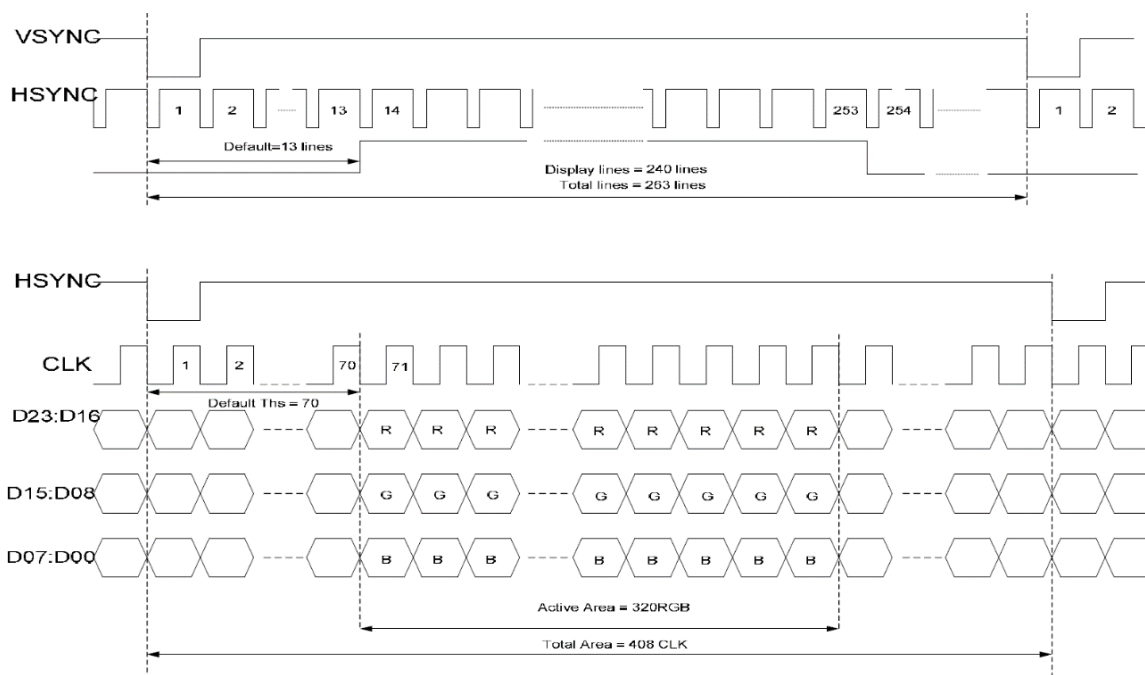 VSYNC
HSYNC
1 2 13 14 253 254 1 2
Default=13 lines
Display lines = 240 lines
Total lines = 263 lines
HSYNC
CLK
1 2 70 71
Default Ths = 70
D23:D16
R R R R R R R R
D15:D08
G G G G G G G G
D07:D00
B B B B B B B B
Active Area = 320RGB
Total Area = 408 CLK